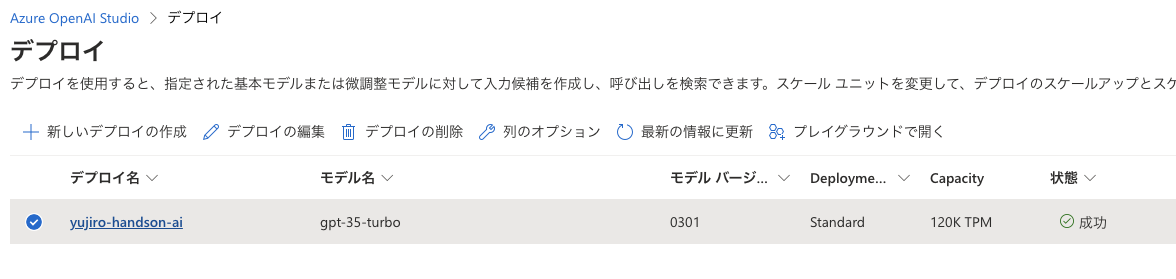 Azure OpenAI Studio > デプロイ
デプロイ
デプロイを使用すると、指定された基本モデルまたは微調整モデルに対して入力候補を作成し、呼び出しを検索できます。スケール ユニットを変更して、デプロイのスケールアップとスケ
新しいデプロイの作成 デプロイの編集 デプロイの削除 列のオプション 最新の情報に更新 プレイグラウンドで開く
デプロイ名 モデル名 モデル バージ... Deployme... Capacity 状態
yujiro-handson-ai gpt-35-turbo 0301 Standard 120K TPM 成功